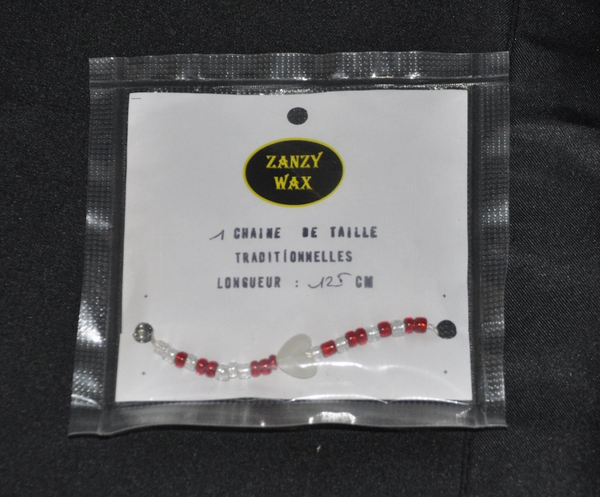 ZANZY
WAX
1 CHAINE DE TAILLE
TRADITIONNELLES
LONGUEUR : 125 CM